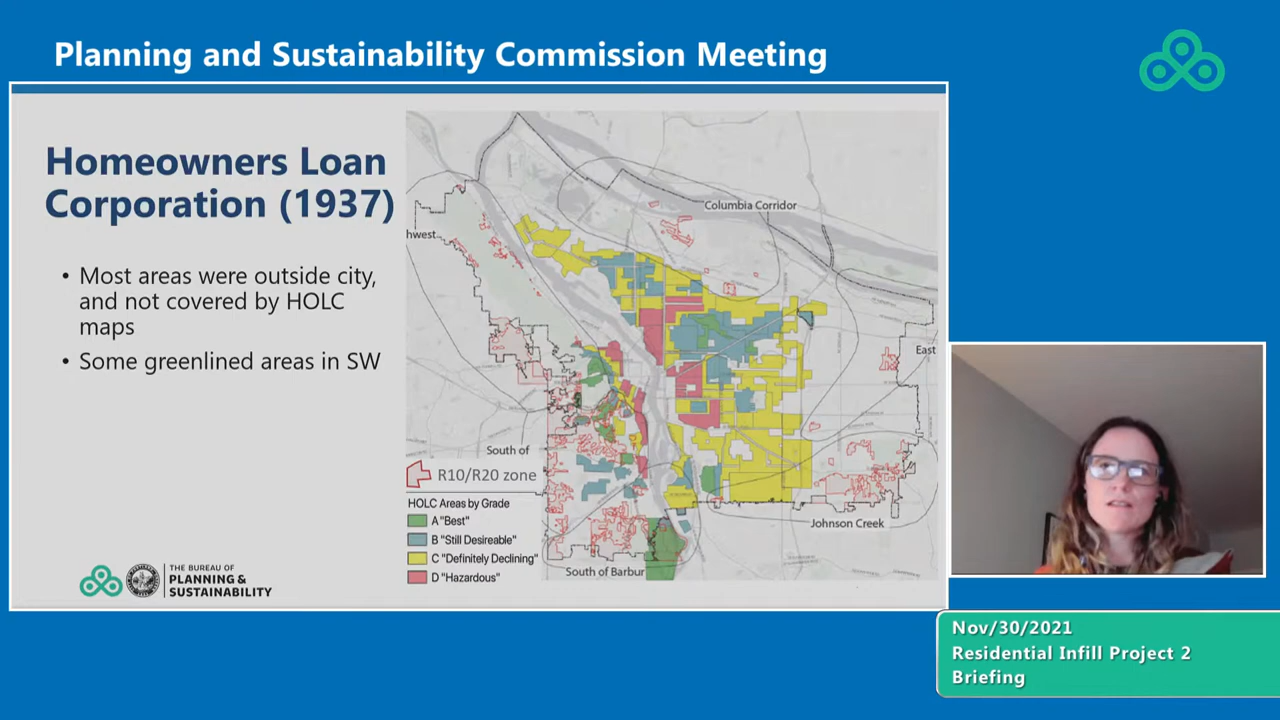 Planning and Sustainability Commission Meeting
Homeowners Loan
Corporation (1937)
• Most areas were outside city,
and not covered by HOLC
maps
• Some greenlined areas in SW
Columbia Corridor
hwest
East
South of
R10/R20 zone
HOLC Areas by Grade
A "Best"
B "Still Desireable"
C "Definitely Declining"
D "Hazardous"
Johnson Creek
South of Barbur
THE BUREAU OF
PLANNING &
SUSTAINABILITY
Nov/30/2021
Residential Infill Project 2
Briefing